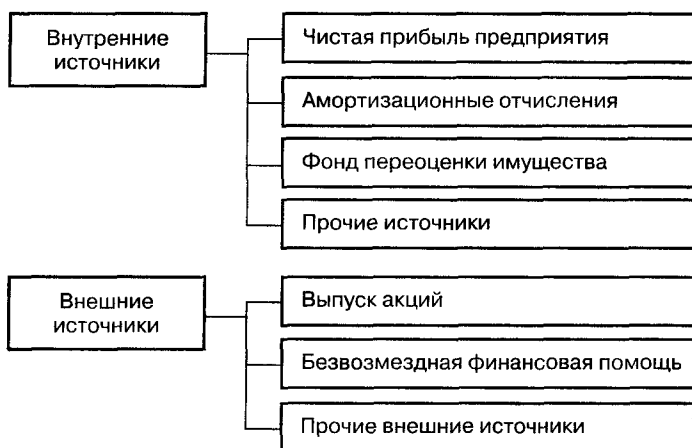 Внутренние
источники
Чистая прибыль предприятия
Амортизационные отчисления
Фонд переоценки имущества
Прочие источники
Внешние
источники
Выпуск акций
Безвозмездная финансовая помощь
Прочие внешние источники